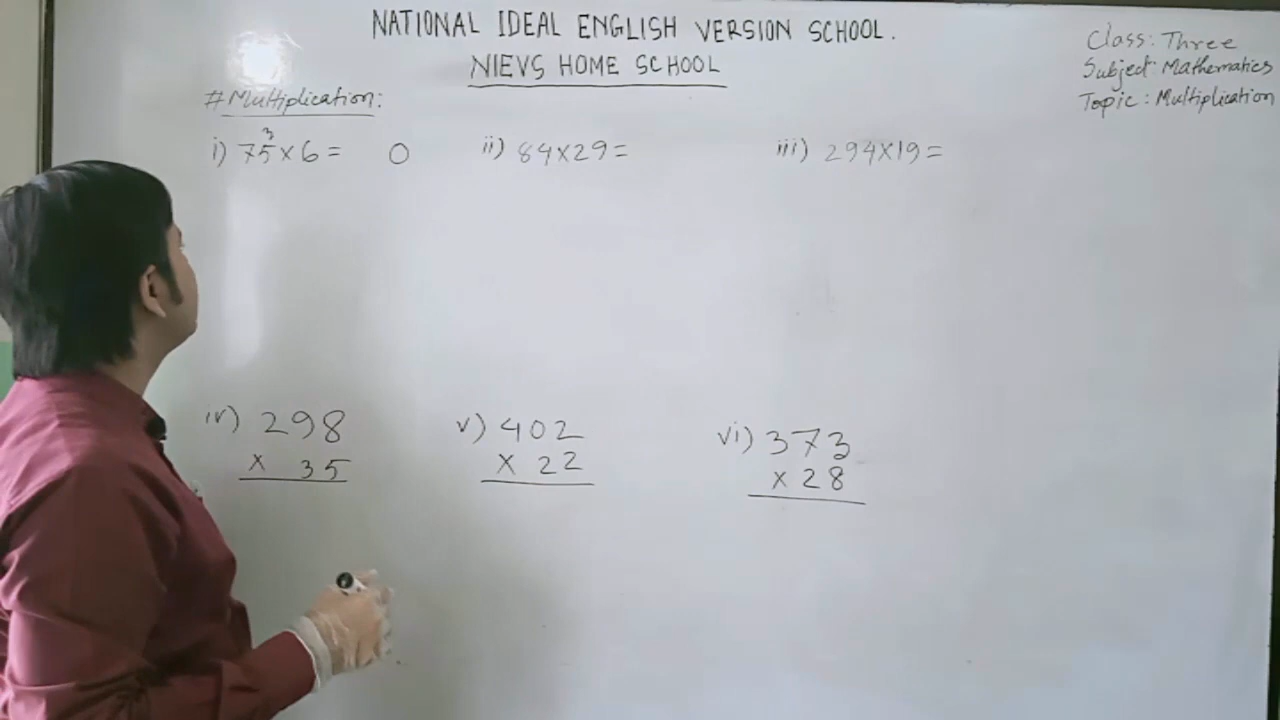 NATIONAL IDEAL ENGLISH VERSION SCHOOL.
NIEVS HOME SCHOOL
Class: Three
Subject: Mathematics
Topic: Multiplication
# Multiplication:
3
i) 75×6= 0
ii) 84×29=
iii) 294×19=
iv) 298
× 35
v) 402
× 22
vi) 373
× 28